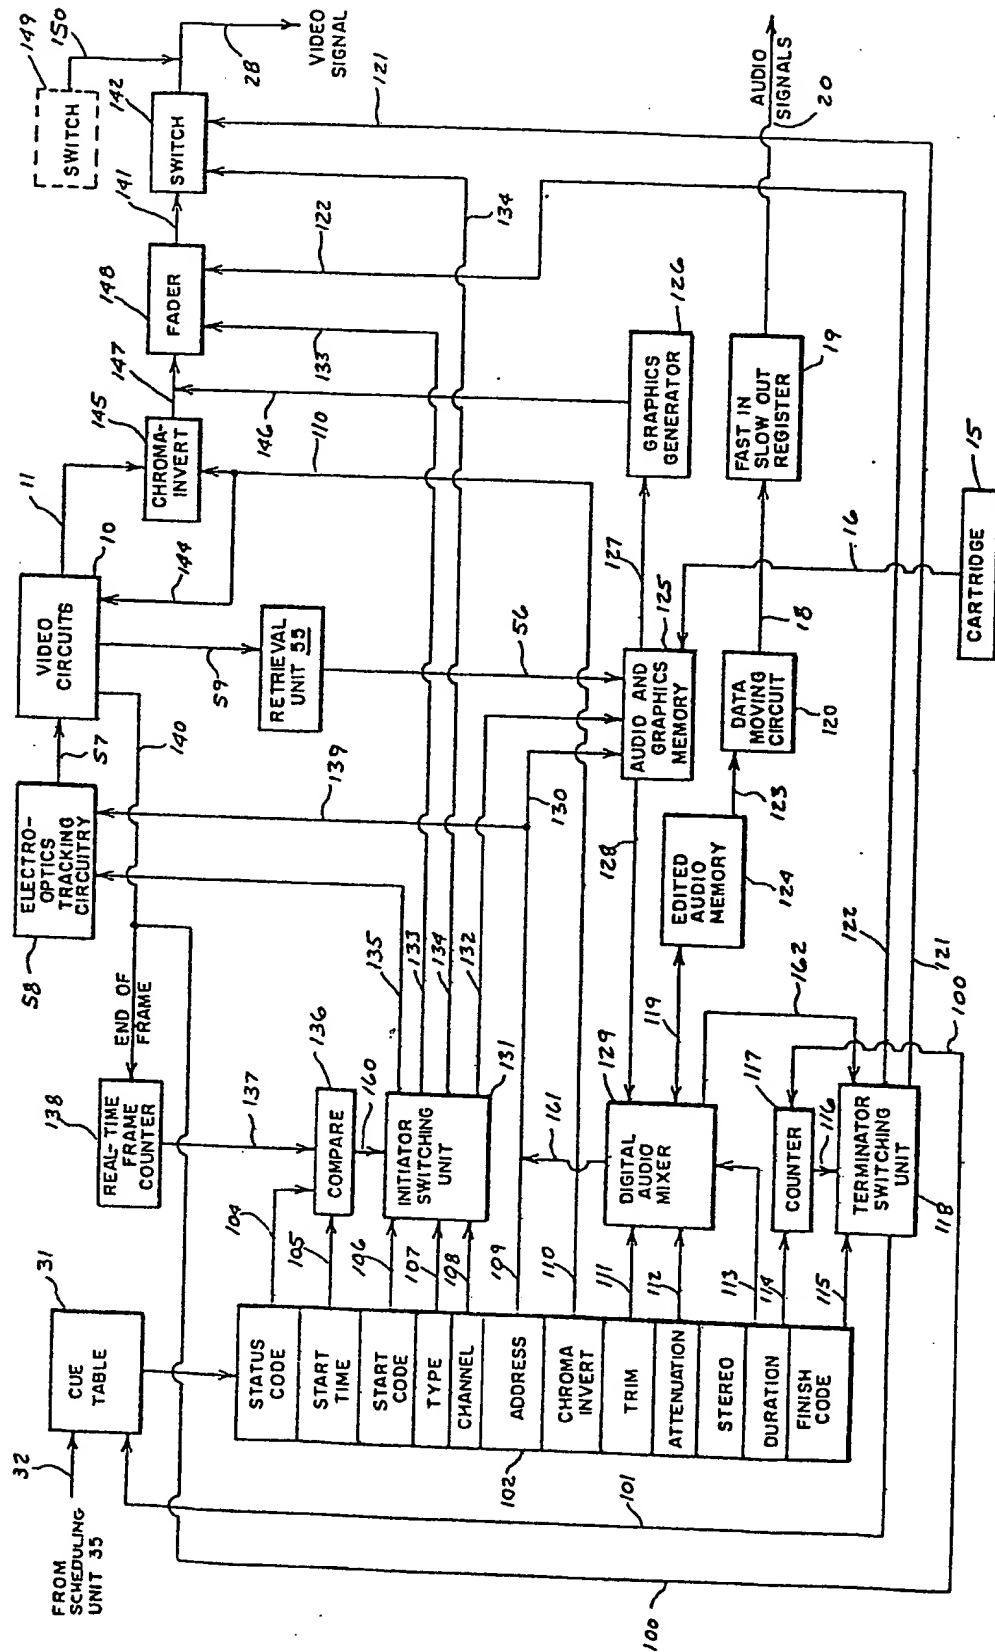 FROM
SCHEDULING
UNIT 35
32
31
CUE
TABLE
101
100
102
STATUS
CODE
START
TIME
START
CODE
TYPE
CHANNEL
ADDRESS
CHROMA
INVERT
TRIM
ATTENUATION
STEREO
DURATION
FINISH
CODE
104
105
106
107
108
109
110
111
112
113
114
115
138
REAL-TIME
FRAME
COUNTER
END OF
FRAME
137
COMPARE
136
160
INITIATOR
SWITCHING
UNIT
131
135
133
134
132
161
DIGITAL
AUDIO
MIXER
129
COUNTER
117
116
TERMINATOR
SWITCHING
UNIT
118
162
119
128
58
ELECTRO-
OPTICS
TRACKING
CIRCUITRY
57
140
139
130
EDITED
AUDIO
MEMORY
124
123
122
121
100
VIDEO
CIRCUITS
10
11
144
59
RETRIEVAL
UNIT 55
56
AUDIO AND
GRAPHICS
MEMORY
125
127
DATA
MOVING
CIRCUIT
120
18
16
CARTRIDGE
15
CHROMA-
INVERT
145
147
146
110
GRAPHICS
GENERATOR
126
FAST IN
SLOW OUT
REGISTER
19
FADER
148
141
133
122
134
SWITCH
142
SWITCH
149
150
28
VIDEO
SIGNAL
121
AUDIO
SIGNALS
20